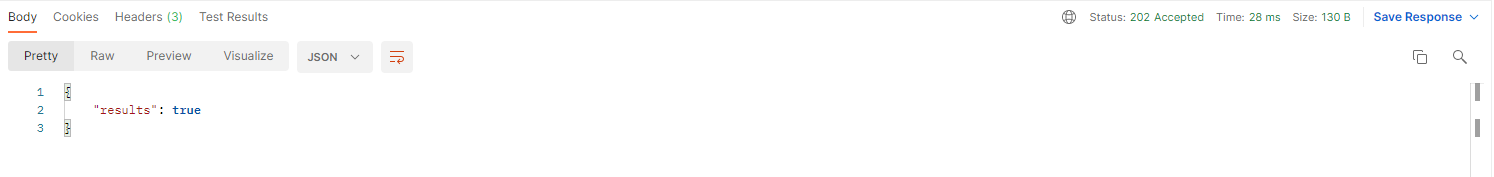 Body Cookies Headers (3) Test Results Status: 202 Accepted Time: 28 ms Size: 130 B Save Response
Pretty Raw Preview Visualize JSON
1 {
2 "results": true
3 }